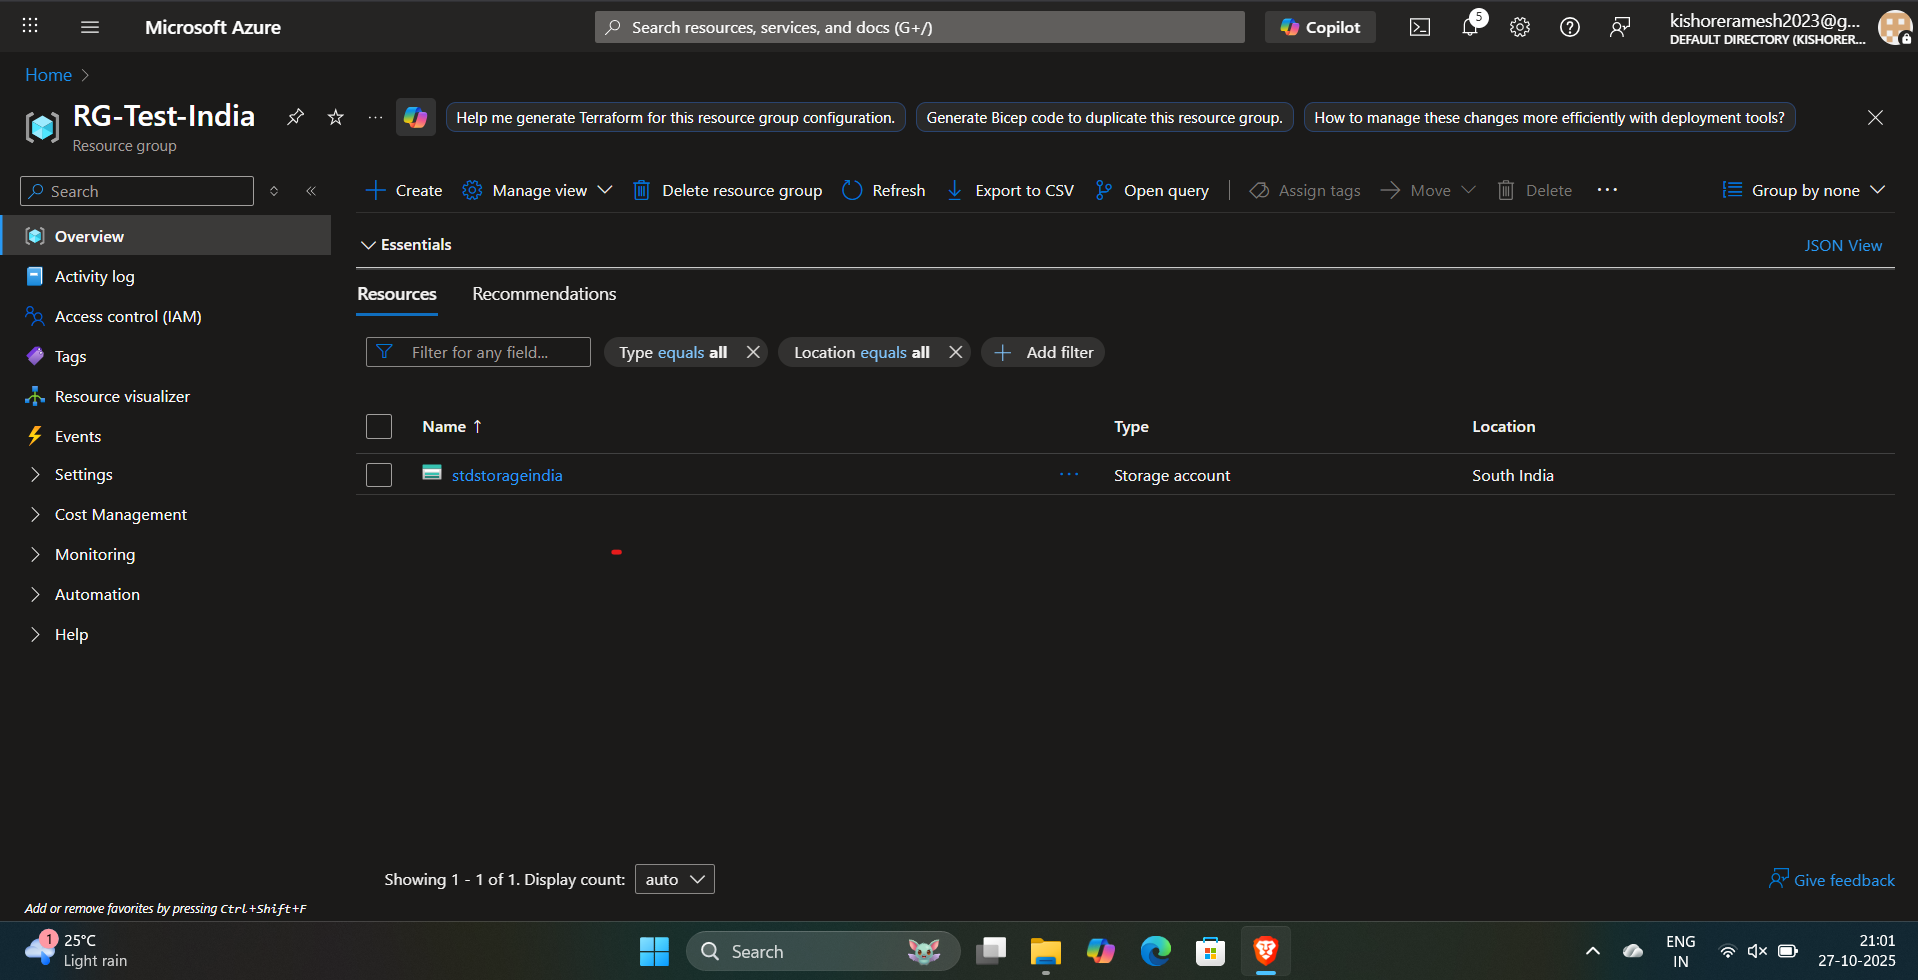 Microsoft Azure
Search resources, services, and docs (G+/)
Copilot
5
kishoreramesh2023@g...
DEFAULT DIRECTORY (KISHORER...
Home
RG-Test-India
Resource group
Help me generate Terraform for this resource group configuration.
Generate Bicep code to duplicate this resource group.
How to manage these changes more efficiently with deployment tools?
Search
Create
Manage view
Delete resource group
Refresh
Export to CSV
Open query
Assign tags
Move
Delete
Group by none
Overview
Activity log
Access control (IAM)
Tags
Resource visualizer
Events
Settings
Cost Management
Monitoring
Automation
Help
Essentials
JSON View
Resources
Recommendations
Filter for any field...
Type equals all
Location equals all
Add filter
Name ↑
Type
Location
stdstorageindia
Storage account
South India
Showing 1 - 1 of 1. Display count:
auto
Give feedback
Add or remove favorites by pressing Ctrl+Shift+F
1
25°C
Light rain
Search
ENG
IN
21:01
27-10-2025